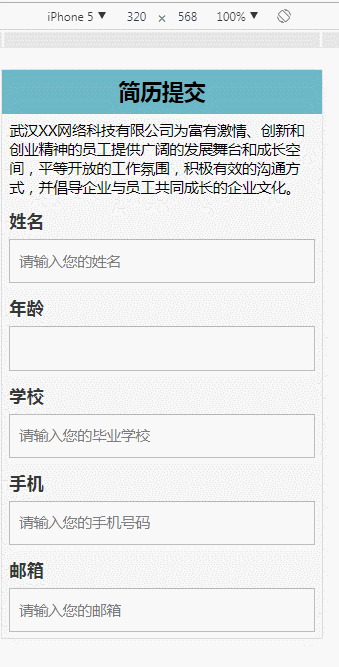 iPhone 5 ▼ 320 × 568 100% ▼
简历提交
武汉XX网络科技有限公司为富有激情、创新和
创业精神的员工提供广阔的发展舞台和成长空
间，平等开放的工作氛围，积极有效的沟通方
式，并倡导企业与员工共同成长的企业文化。
姓名
请输入您的姓名
年龄
学校
请输入您的毕业学校
手机
请输入您的手机号码
邮箱
请输入您的邮箱